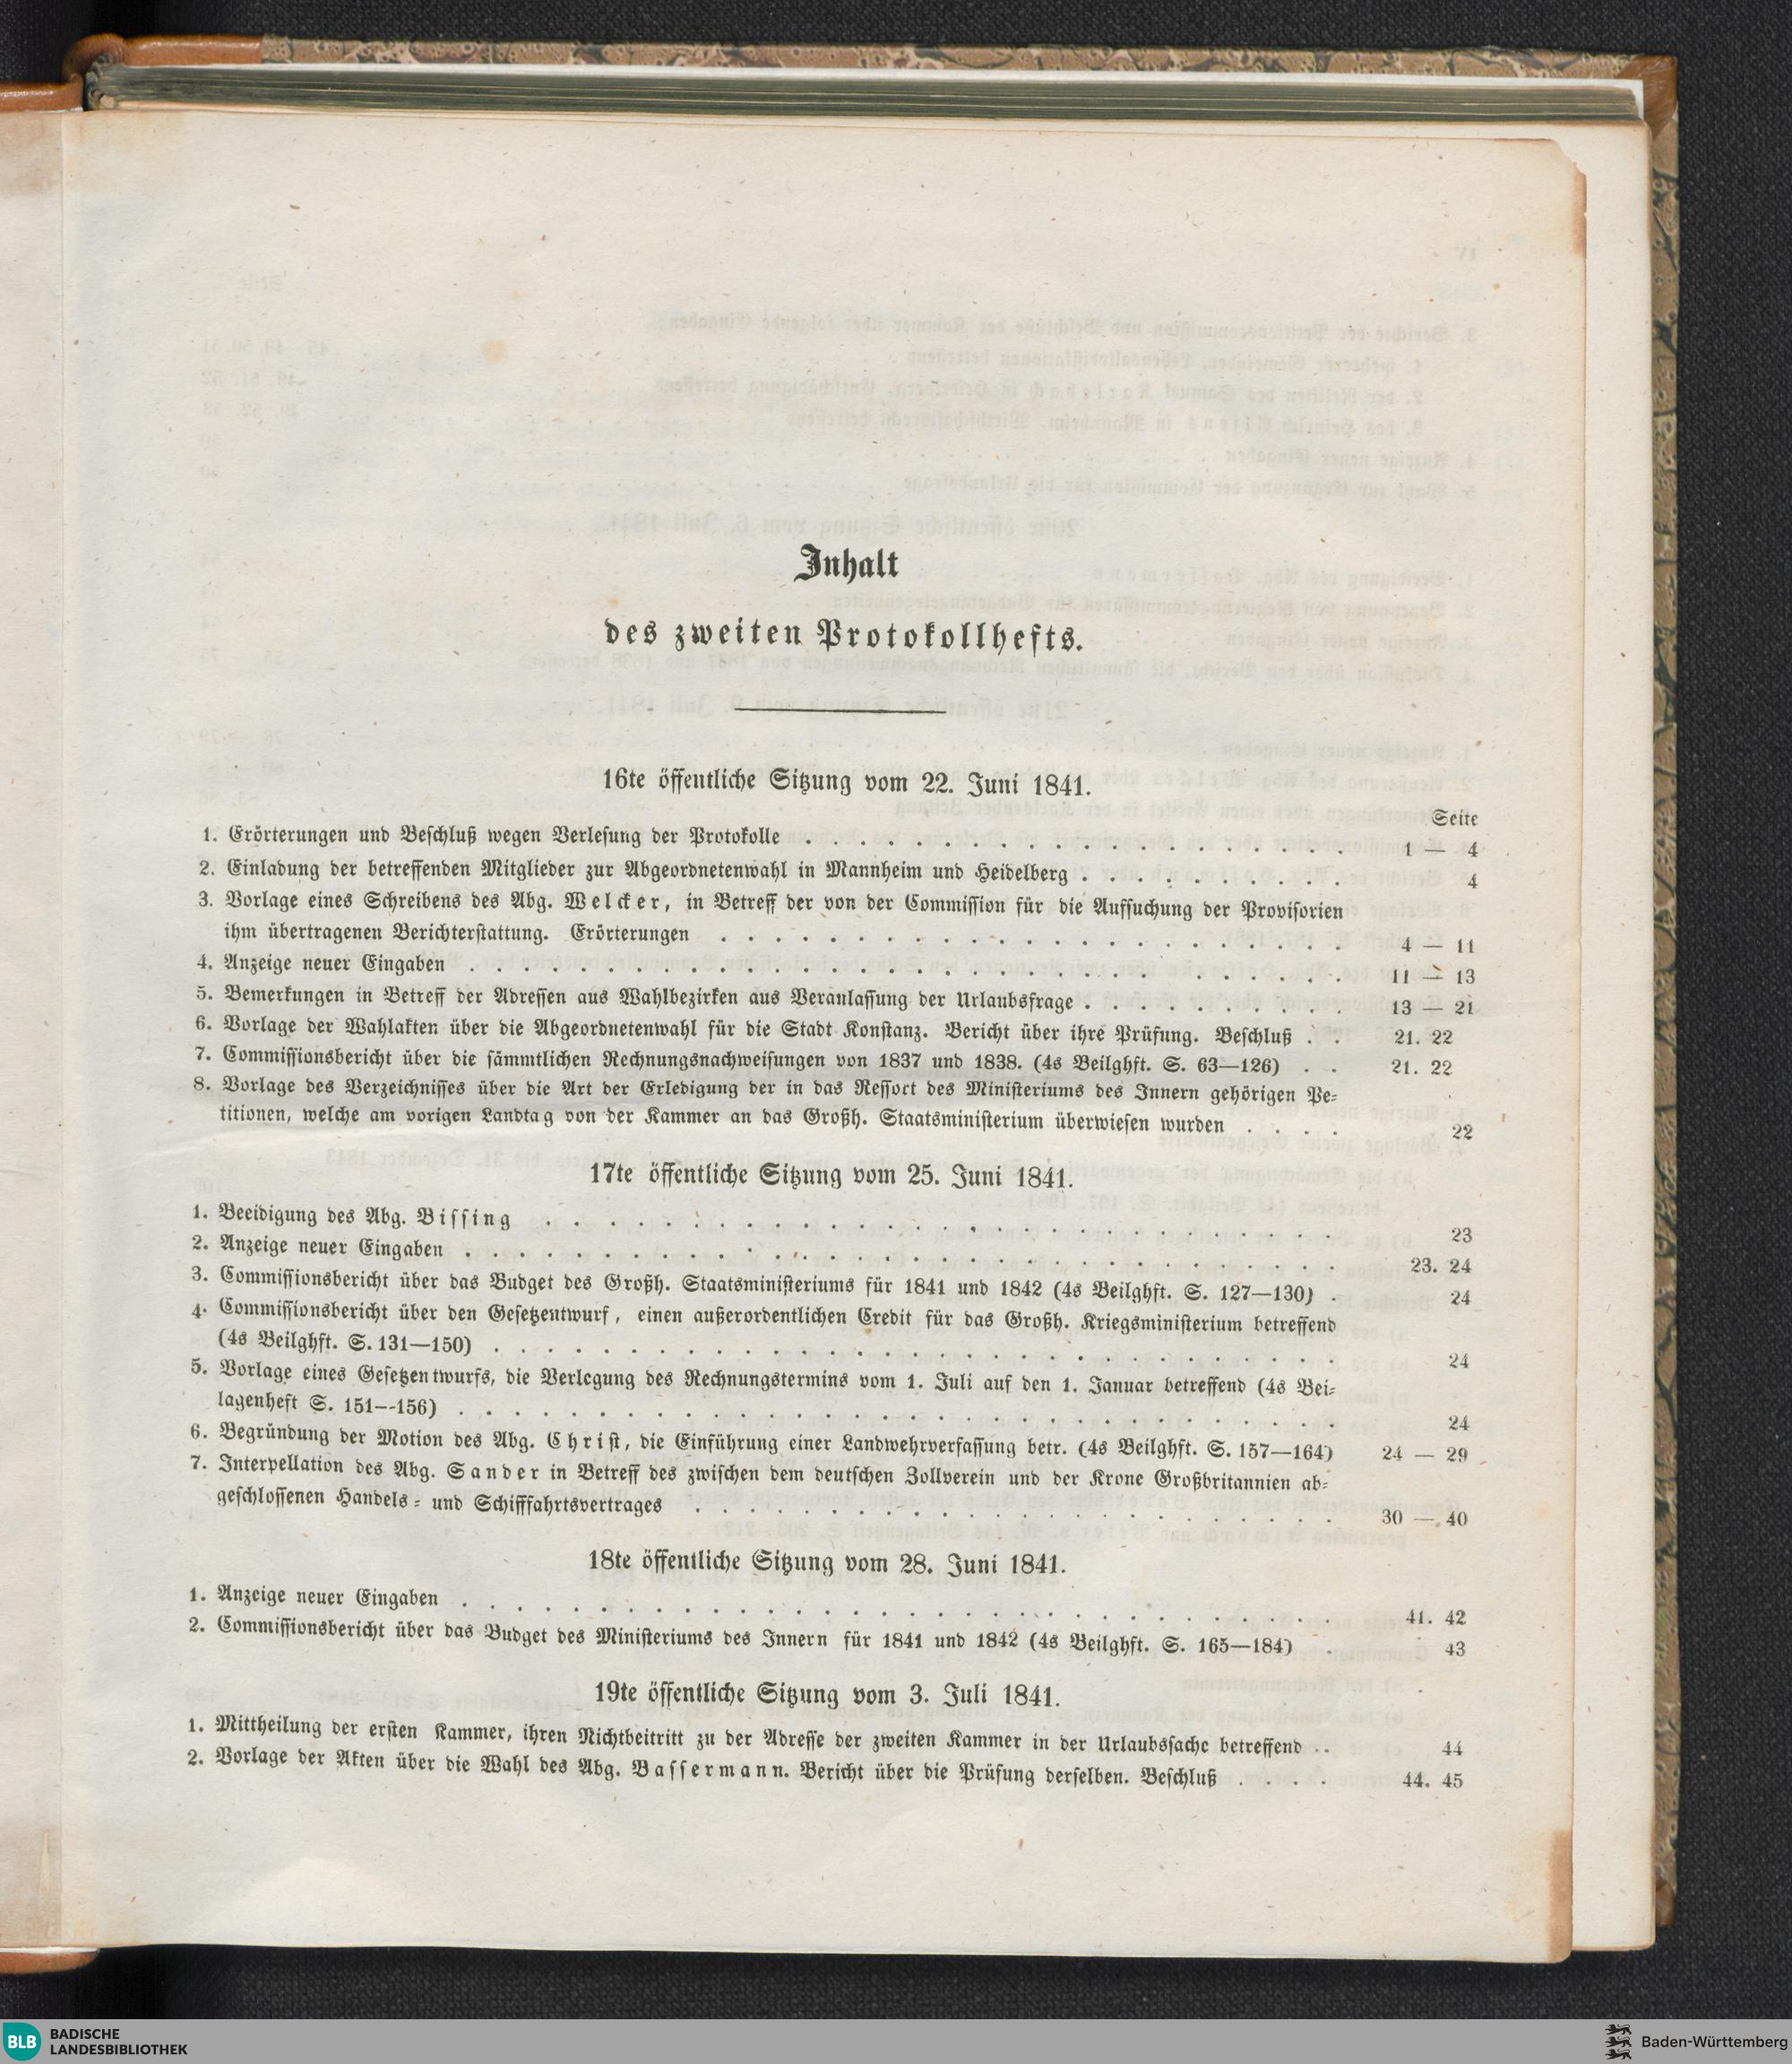 Inhalt
des zweiten Protokollhefts.
16te öffentliche Sitzung vom 22. Juni 1841.
Seite
1. Erörterungen und Beschluß wegen Verlesung der Protokolle . . . . . . . . . . 1 — 4
2. Einladung der betreffenden Mitglieder zur Abgeordnetenwahl in Mannheim und Heidelberg . . . . . . . . . . 4
3. Vorlage eines Schreibens des Abg. Welcker, in Betreff der von der Commission für die Aufsuchung der Provisorien
ihm übertragenen Berichterstattung. Erörterungen . . . . . . . . . . 4 — 11
4. Anzeige neuer Eingaben . . . . . . . . . . 11 — 13
5. Bemerkungen in Betreff der Adressen aus Wahlbezirken aus Veranlassung der Urlaubsfrage . . . . . . . . . . 13 — 21
6. Vorlage der Wahlakten über die Abgeordnetenwahl für die Stadt Konstanz. Bericht über ihre Prüfung. Beschluß . . 21. 22
7. Commissionsbericht über die sämmtlichen Rechnungsnachweisungen von 1837 und 1838. (4s Beilghft. S. 63—126) . . 21. 22
8. Vorlage des Verzeichnisses über die Art der Erledigung der in das Ressort des Ministeriums des Innern gehörigen Pe-
titionen, welche am vorigen Landtag von der Kammer an das Großh. Staatsministerium überwiesen wurden . . . . 22
17te öffentliche Sitzung vom 25. Juni 1841.
1. Beeidigung des Abg. Bissing . . . . . . . . . . 23
2. Anzeige neuer Eingaben . . . . . . . . . . 23. 24
3. Commissionsbericht über das Budget des Großh. Staatsministeriums für 1841 und 1842 (4s Beilghft. S. 127—130) . 24
4. Commissionsbericht über den Gesetzentwurf, einen außerordentlichen Credit für das Großh. Kriegsministerium betreffend
(4s Beilghft. S. 131—150) . . . . . . . . . . 24
5. Vorlage eines Gesetzentwurfs, die Verlegung des Rechnungstermins vom 1. Juli auf den 1. Januar betreffend (4s Bei-
lagenheft S. 151--156) . . . . . . . . . . 24
6. Begründung der Motion des Abg. Christ, die Einführung einer Landwehrverfassung betr. (4s Beilghft. S. 157—164) 24 — 29
7. Interpellation des Abg. Sander in Betreff des zwischen dem deutschen Zollverein und der Krone Großbritannien ab-
geschlossenen Handels- und Schifffahrtsvertrages . . . . . . . . . . 30 — 40
18te öffentliche Sitzung vom 28. Juni 1841.
1. Anzeige neuer Eingaben . . . . . . . . . . 41. 42
2. Commissionsbericht über das Budget des Ministeriums des Innern für 1841 und 1842 (4s Beilghft. S. 165—184) . 43
19te öffentliche Sitzung vom 3. Juli 1841.
1. Mittheilung der ersten Kammer, ihren Nichtbeitritt zu der Adresse der zweiten Kammer in der Urlaubssache betreffend . . 44
2. Vorlage der Akten über die Wahl des Abg. Bassermann. Bericht über die Prüfung derselben. Beschluß . . . . 44. 45
BLB BADISCHE
LANDESBIBLIOTHEK
Baden-Württemberg